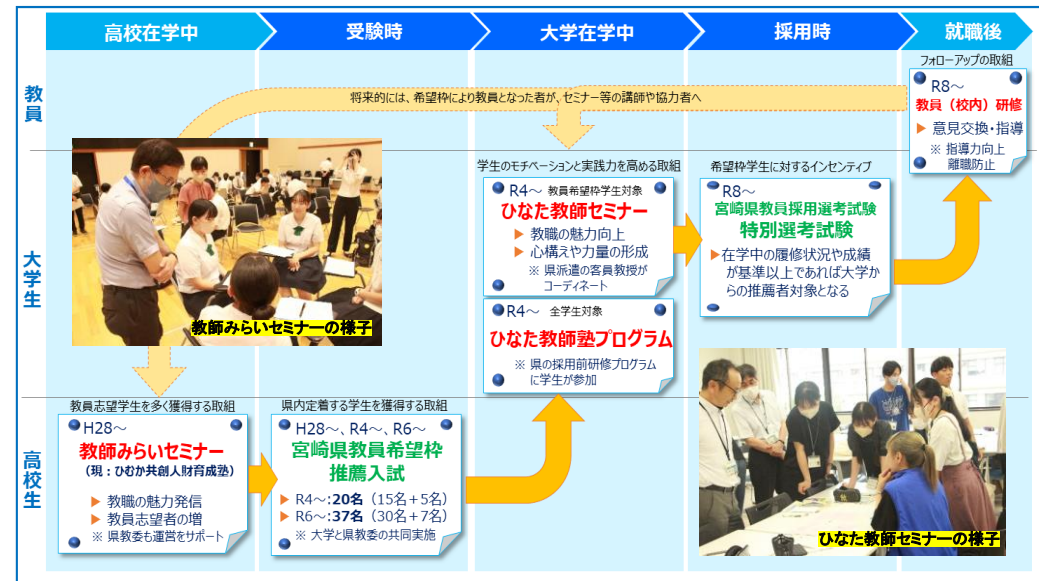 高校在学中
受験時
大学在学中
採用時
就職後
教員
大学生
高校生
フォローアップの取組
R8~
教員（校内）研修
▶ 意見交換・指導
※ 指導力向上
離職防止
将来的には、希望枠により教員となった者が、セミナー等の講師や協力者へ
教師みらいセミナーの様子
学生のモチベーションと実践力を高める取組
R4～ 教員希望枠学生対象
ひなた教師セミナー
▶ 教職の魅力向上
▶ 心構えや力量の形成
※ 県派遣の客員教授が
コーディネート
R4～ 全学生対象
ひなた教師塾プログラム
※ 県の採用前研修プログラム
に学生が参加
希望枠学生に対するインセンティブ
R8～
宮崎県教員採用選考試験
特別選考試験
▶在学中の履修状況や成績
が基準以上であれば大学か
らの推薦者対象となる
教員志望学生を多く獲得する取組
H28～
教師みらいセミナー
（現：ひむか共創人財育成塾）
▶ 教職の魅力発信
▶ 教員志望者の増
※ 県教委も運営をサポート
県内定着する学生を獲得する取組
H28～、R4～、R6～
宮崎県教員希望枠
推薦入試
▶ R4～:20名（15名＋5名）
▶ R6～:37名（30名＋7名）
※ 大学と県教委の共同実施
ひなた教師セミナーの様子